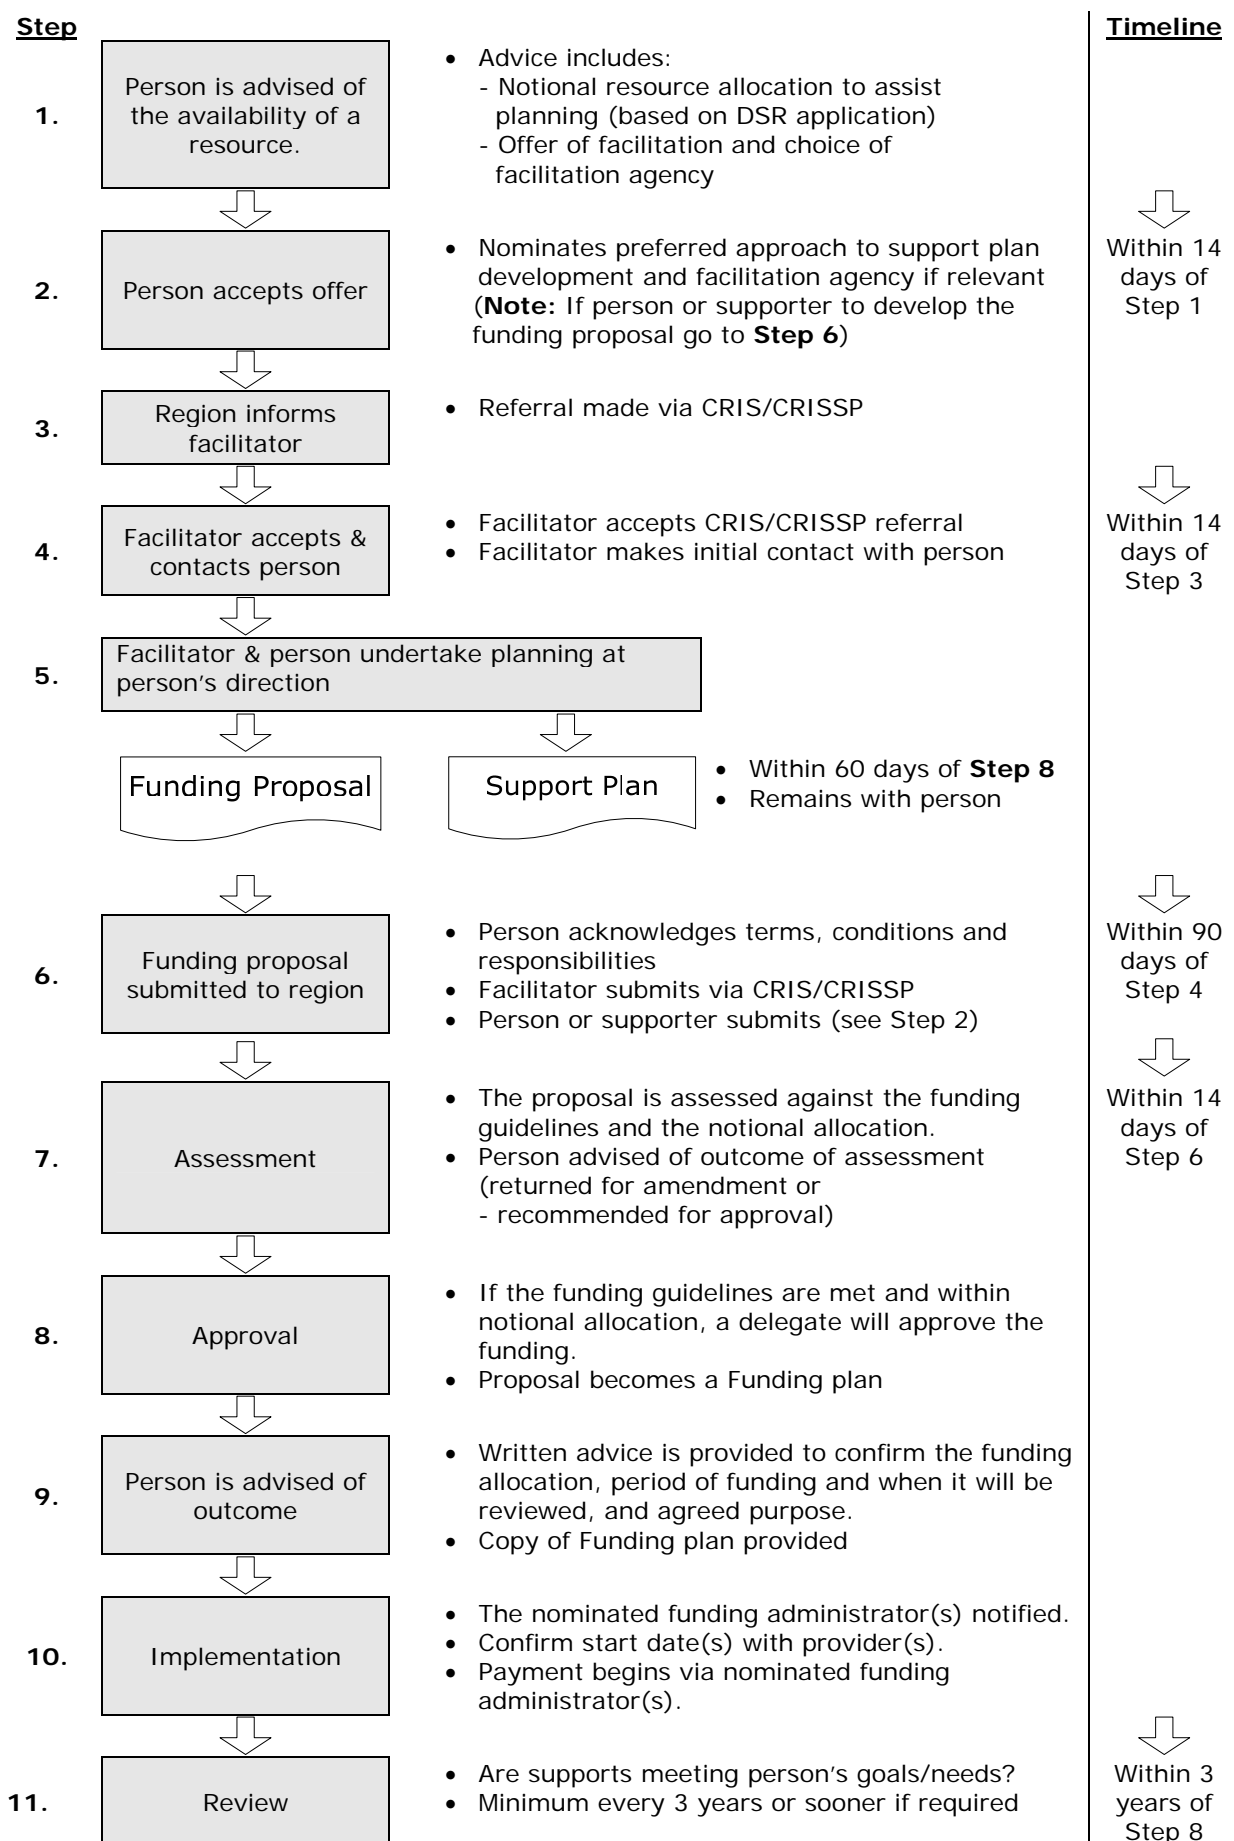 Step
Timeline
1.
Person is advised of
the availability of a
resource.
• Advice includes:
- Notional resource allocation to assist
planning (based on DSR application)
- Offer of facilitation and choice of
facilitation agency
2.
Person accepts offer
• Nominates preferred approach to support plan
development and facilitation agency if relevant
(Note: If person or supporter to develop the
funding proposal go to Step 6)
Within 14
days of
Step 1
3.
Region informs
facilitator
• Referral made via CRIS/CRISSP
4.
Facilitator accepts &
contacts person
• Facilitator accepts CRIS/CRISSP referral
• Facilitator makes initial contact with person
Within 14
days of
Step 3
5.
Facilitator & person undertake planning at
person's direction
Funding Proposal
Support Plan
• Within 60 days of Step 8
• Remains with person
6.
Funding proposal
submitted to region
• Person acknowledges terms, conditions and
responsibilities
• Facilitator submits via CRIS/CRISSP
• Person or supporter submits (see Step 2)
Within 90
days of
Step 4
7.
Assessment
• The proposal is assessed against the funding
guidelines and the notional allocation.
• Person advised of outcome of assessment
(returned for amendment or
- recommended for approval)
Within 14
days of
Step 6
8.
Approval
• If the funding guidelines are met and within
notional allocation, a delegate will approve the
funding.
• Proposal becomes a Funding plan
9.
Person is advised of
outcome
• Written advice is provided to confirm the funding
allocation, period of funding and when it will be
reviewed, and agreed purpose.
• Copy of Funding plan provided
10.
Implementation
• The nominated funding administrator(s) notified.
• Confirm start date(s) with provider(s).
• Payment begins via nominated funding
administrator(s).
11.
Review
• Are supports meeting person's goals/needs?
• Minimum every 3 years or sooner if required
Within 3
years of
Step 8